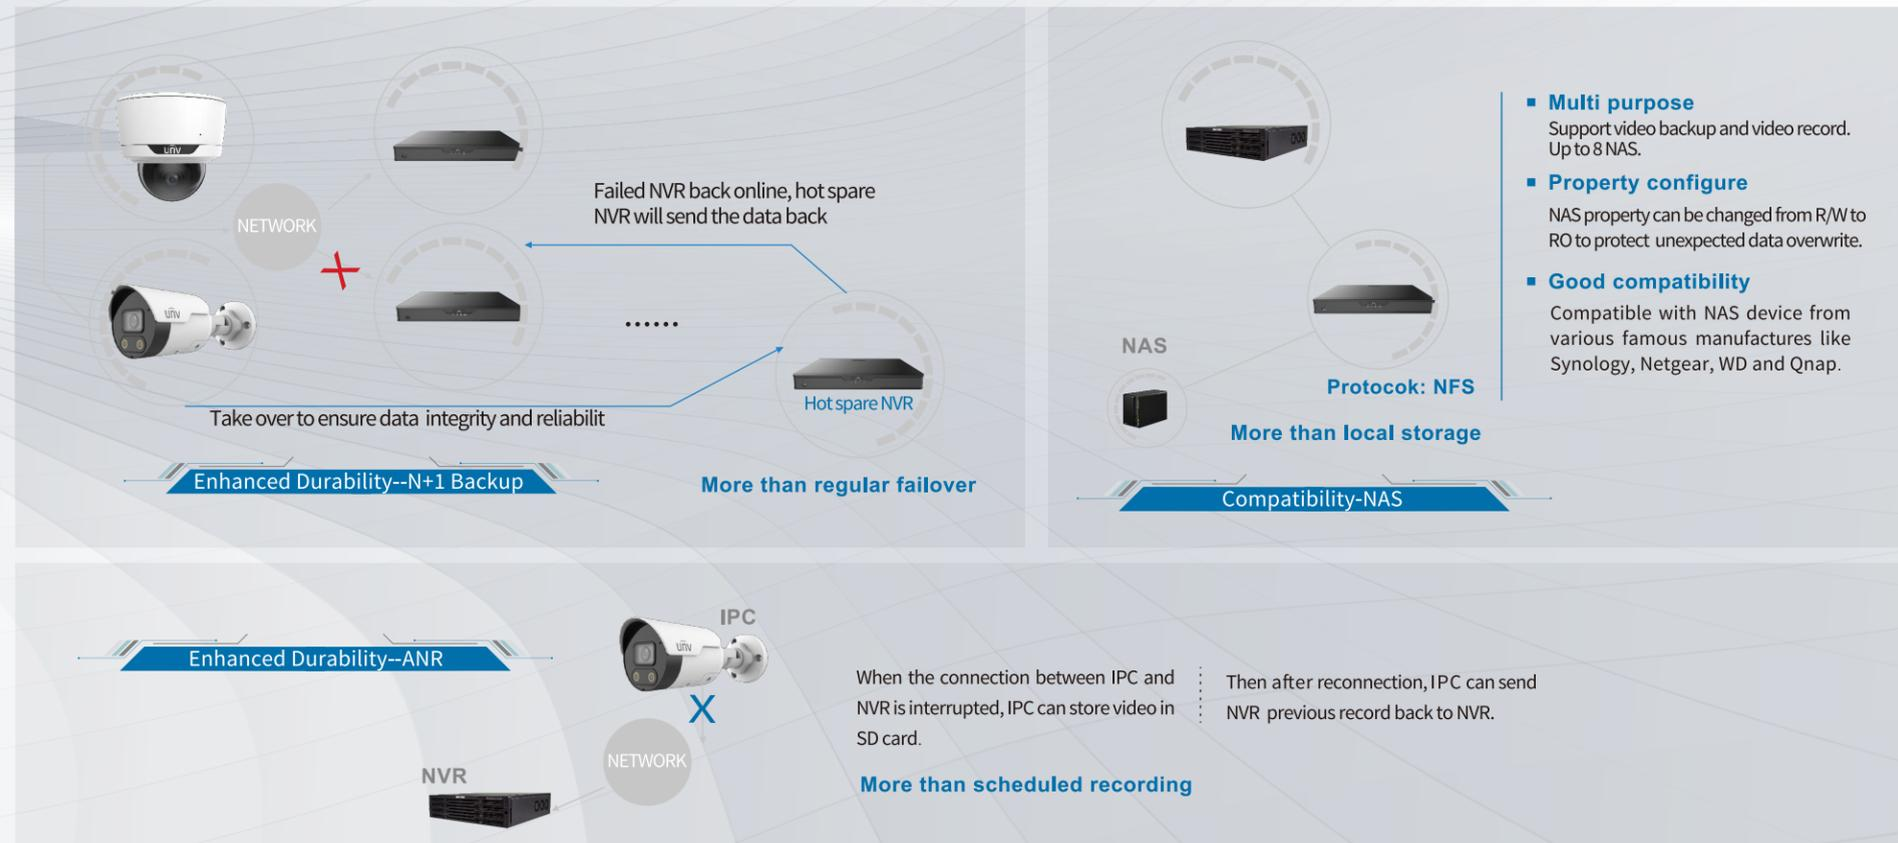 unv
NETWORK
unv
Failed NVR back online, hot spare
NVR will send the data back
......
Hot spare NVR
Take over to ensure data integrity and reliabilit
Enhanced Durability--N+1 Backup
More than regular failover
NAS
Protocok: NFS
More than local storage
Compatibility-NAS
Multi purpose
Support video backup and video record.
Up to 8 NAS.
Property configure
NAS property can be changed from R/W to
RO to protect unexpected data overwrite.
Good compatibility
Compatible with NAS device from
various famous manufactures like
Synology, Netgear, WD and Qnap.
Enhanced Durability--ANR
IPC
unv
X
NETWORK
NVR
When the connection between IPC and
NVR is interrupted, IPC can store video in
SD card.
Then after reconnection, IPC can send
NVR previous record back to NVR.
More than scheduled recording